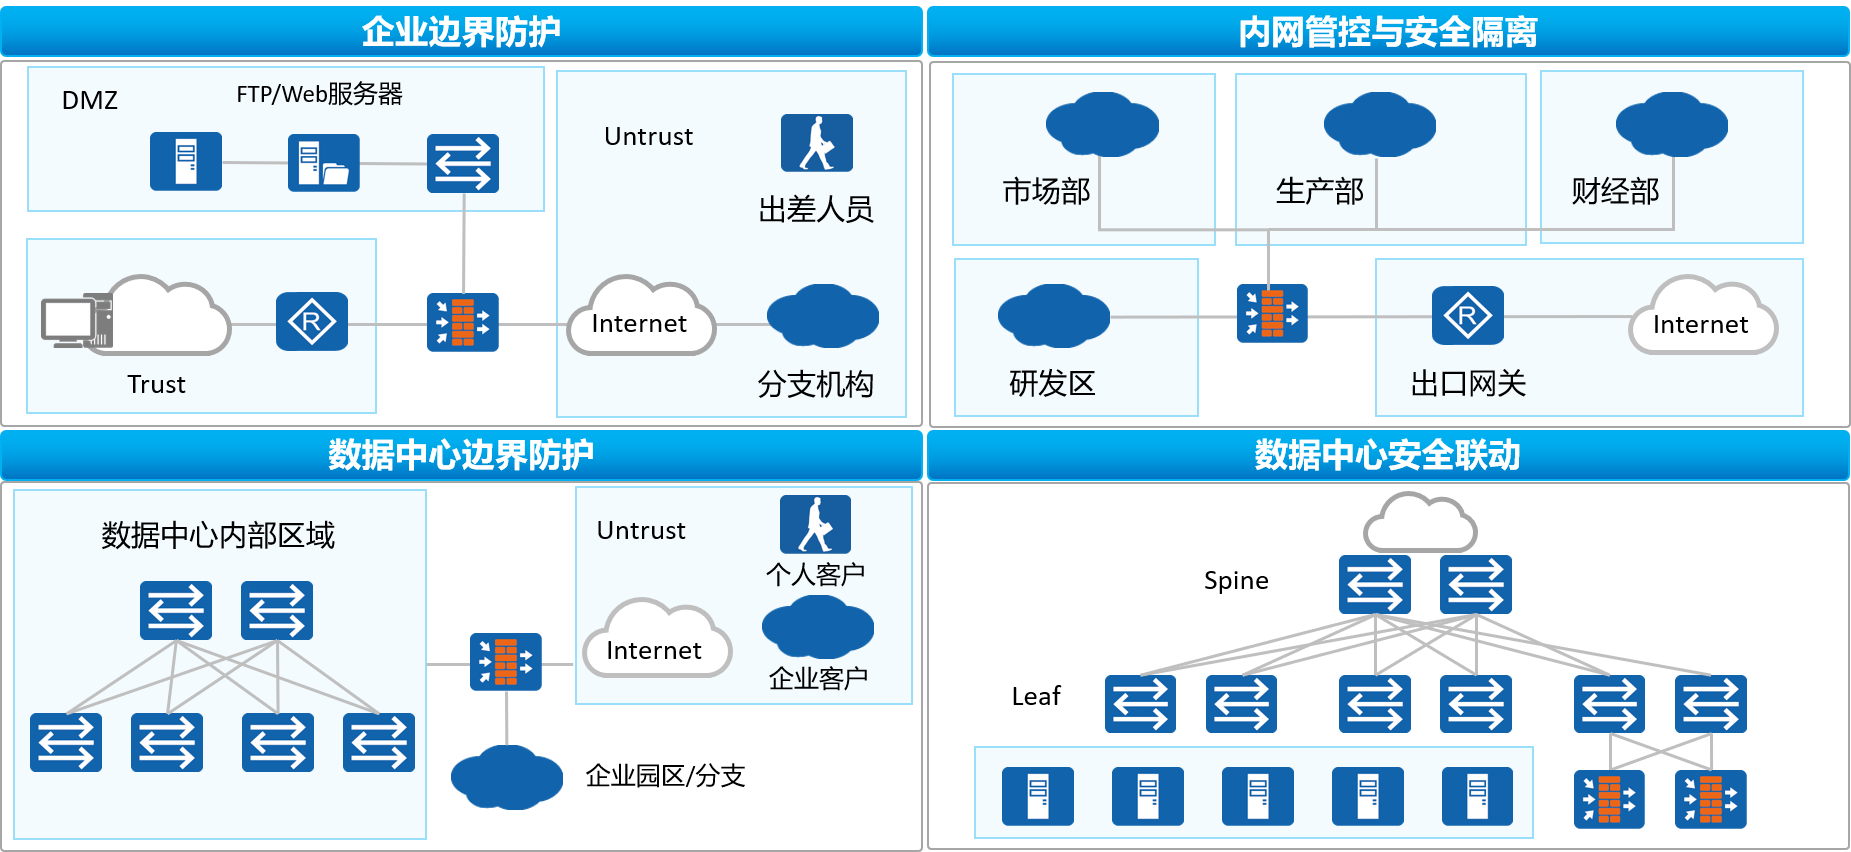 企业边界防护
DMZ
FTP/Web服务器
Untrust
出差人员
R
Internet
Trust
分支机构
内网管控与安全隔离
市场部
生产部
财经部
R
Internet
研发区
出口网关
数据中心边界防护
数据中心内部区域
Untrust
个人客户
Internet
企业客户
企业园区/分支
数据中心安全联动
Spine
Leaf